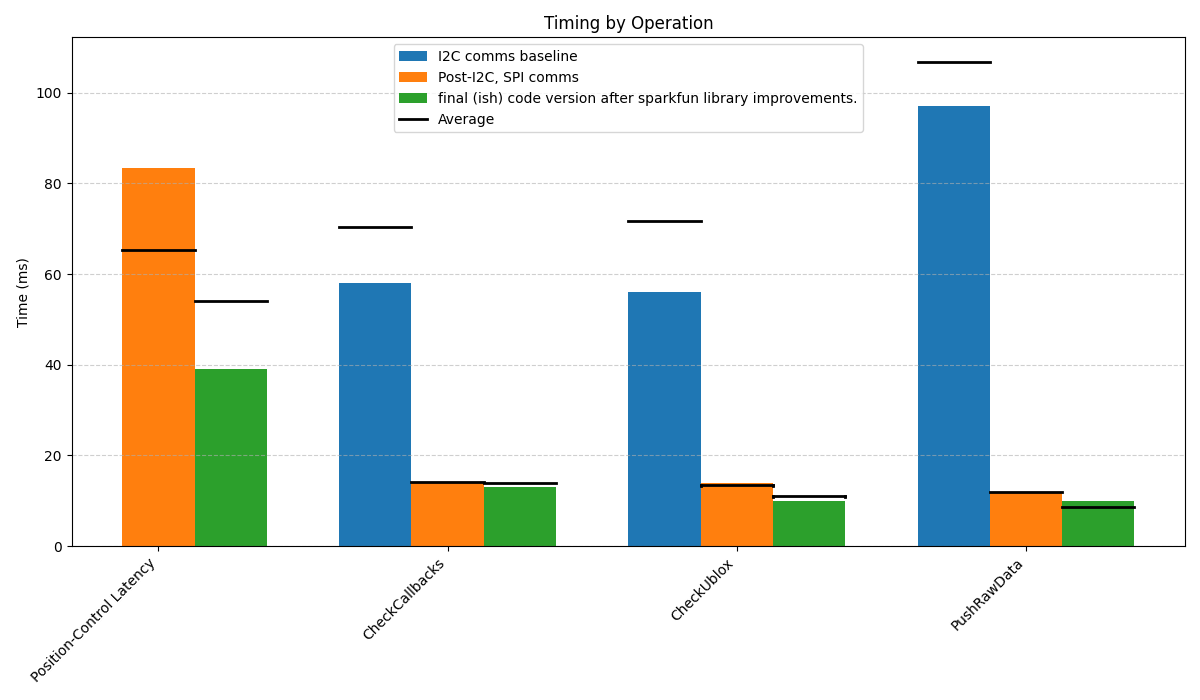 Timing by Operation
I2C comms baseline
Post-I2C, SPI comms
final (ish) code version after sparkfun library improvements.
Average
Time (ms)
100
80
60
40
20
0
Position-Control Latency
CheckCallbacks
CheckUblox
PushRawData